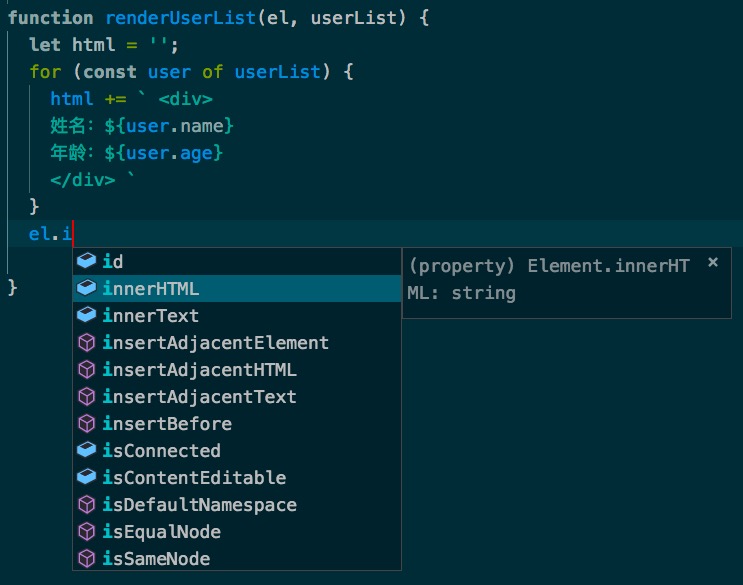 function renderUserList(el, userList) {
let html = '';
for (const user of userList) {
html += ` <div>
姓名: ${user.name}
年龄: ${user.age}
</div> `
}
el.i
id
innerHTML
innerText
insertAdjacentElement
insertAdjacentHTML
insertAdjacentText
insertBefore
isConnected
isContentEditable
isDefaultNamespace
isEqualNode
isSameNode
(property) Element.innerHT
ML: string
×
}